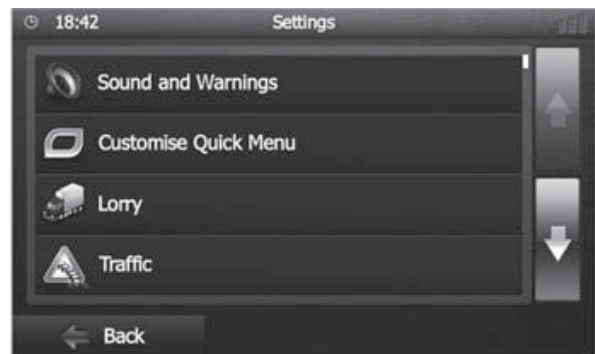 18:42 Settings
Sound and Warnings
Customise Quick Menu
Lorry
Traffic
Back